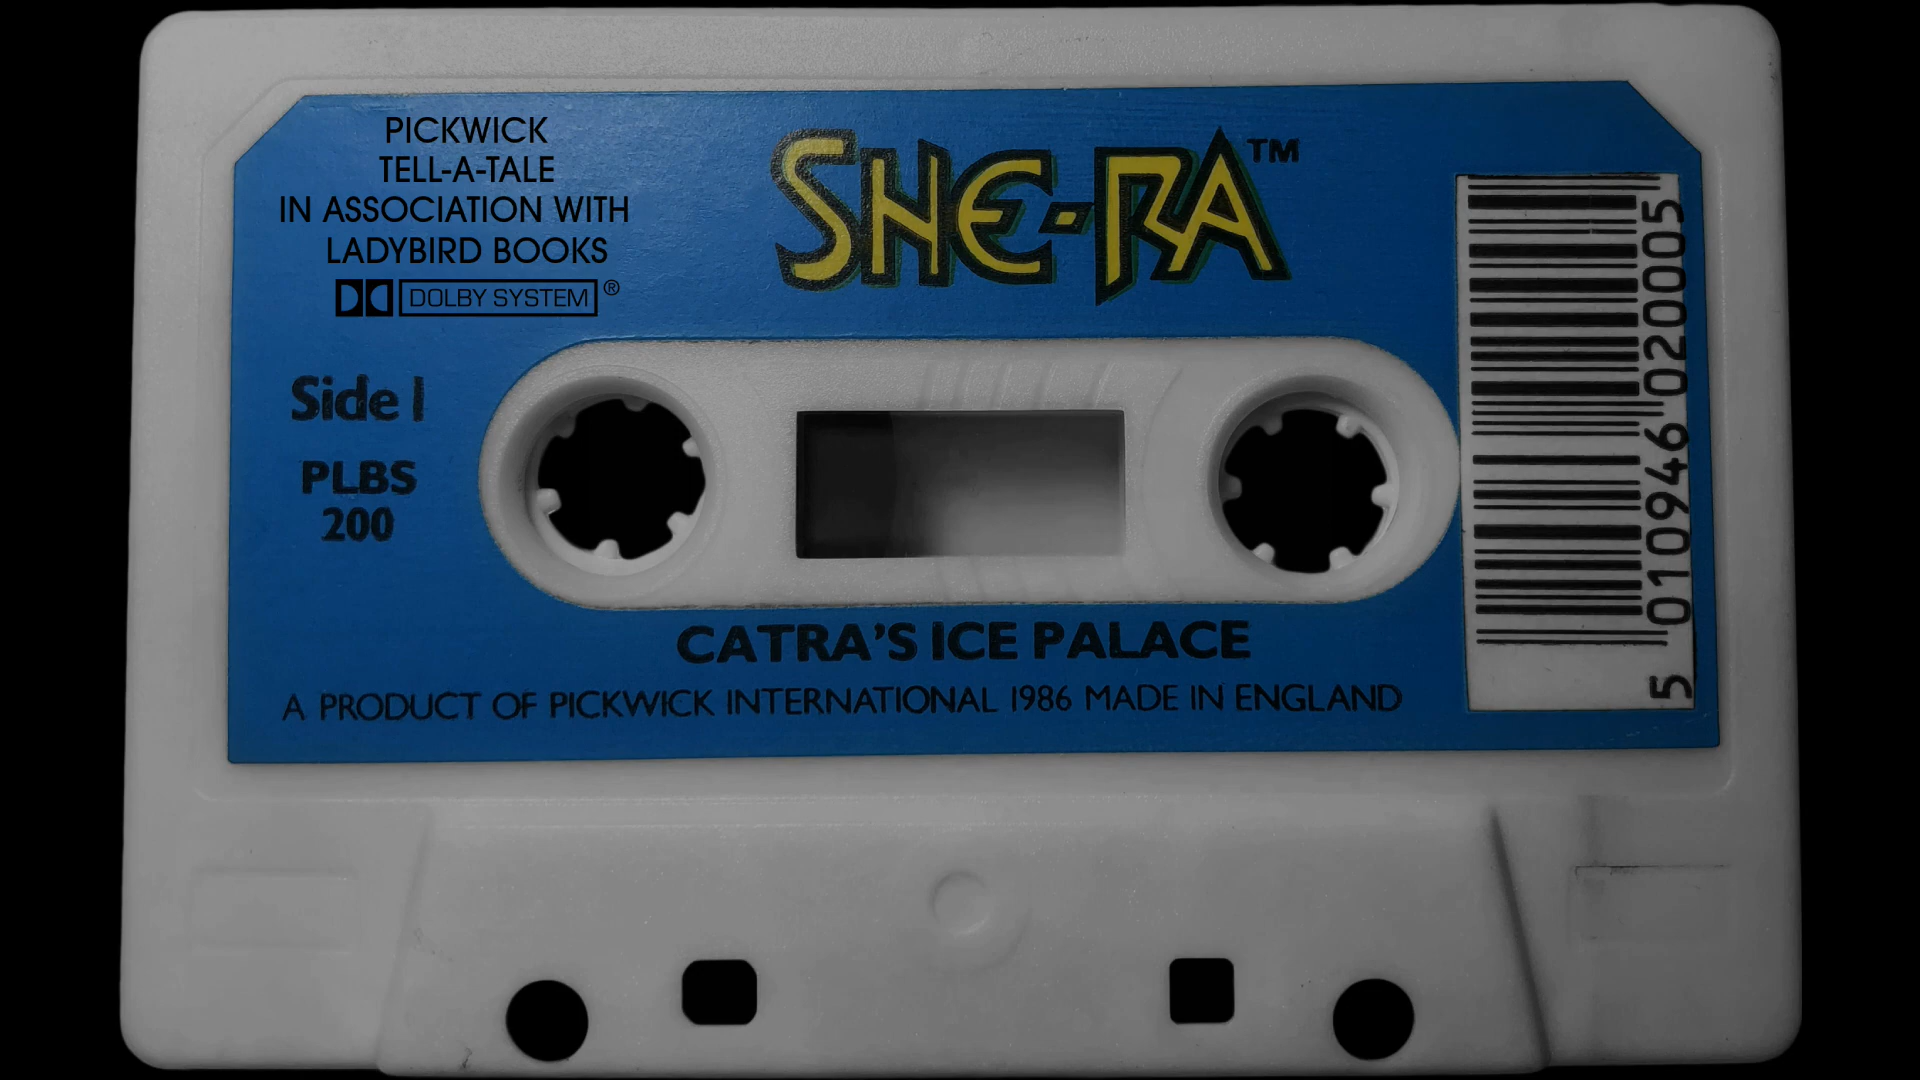 PICKWICK
TELL-A-TALE
IN ASSOCIATION WITH
LADYBIRD BOOKS
DOLBY SYSTEM®
SHE-RA™
Side 1
PLBS
200
CATRA'S ICE PALACE
A PRODUCT OF PICKWICK INTERNATIONAL 1986 MADE IN ENGLAND
5 010946 020005